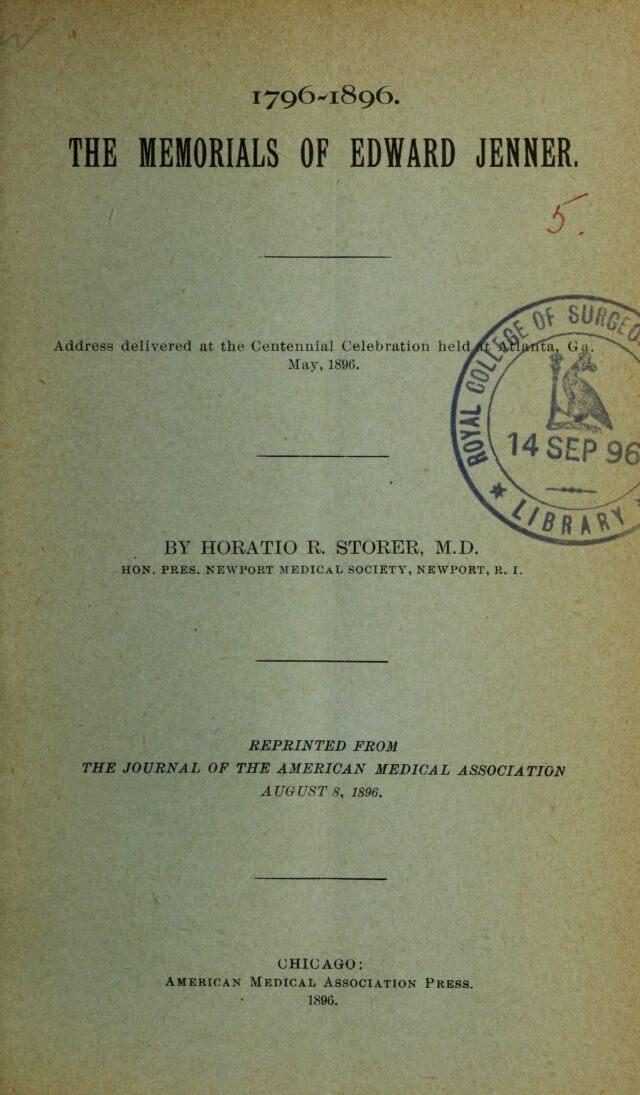 1796-1896.
THE MEMORIALS OF EDWARD JENNER.
5.
Address delivered at the Centennial Celebration held at Atlanta, Ga.
May, 1896.
ROYAL COLLEGE OF SURGEO
14 SEP 96
* LIBRARY *
BY HORATIO R. STORER, M.D.
HON. PRES. NEWPORT MEDICAL SOCIETY, NEWPORT, R. I.
REPRINTED FROM
THE JOURNAL OF THE AMERICAN MEDICAL ASSOCIATION
AUGUST 8, 1896.
CHICAGO:
AMERICAN MEDICAL ASSOCIATION PRESS.
1896.